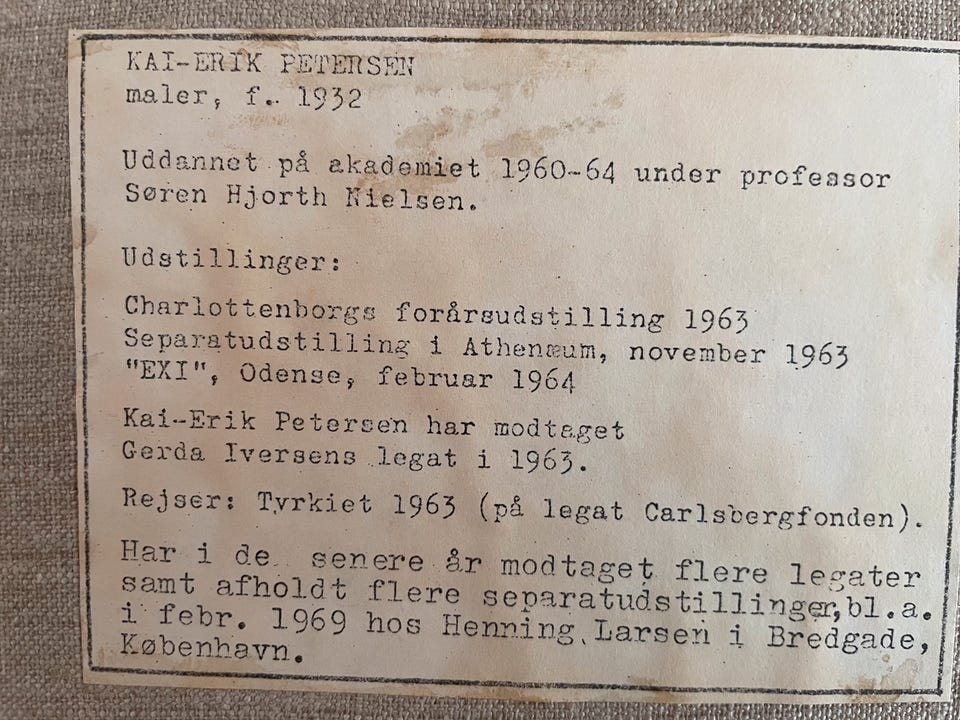 KAI-ERIK PETERSEN
maler, f. 1932
Uddannet på akademiet 1960-64 under professor
Søren Hjorth Nielsen.
Udstillinger:
Charlottenborgs forårsudstilling 1963
Separatudstilling i Athenæum, november 1963
"EXI", Odense, februar 1964
Kai-Erik Petersen har modtaget
Gerda Iversens legat i 1963.
Rejser: Tyrkiet 1963 (på legat Carlsbergfonden).
Har i de senere år modtaget flere legater
samt afholdt flere separatudstillinger, bl.a.
i febr. 1969 hos Henning Larsen i Bredgade,
København.